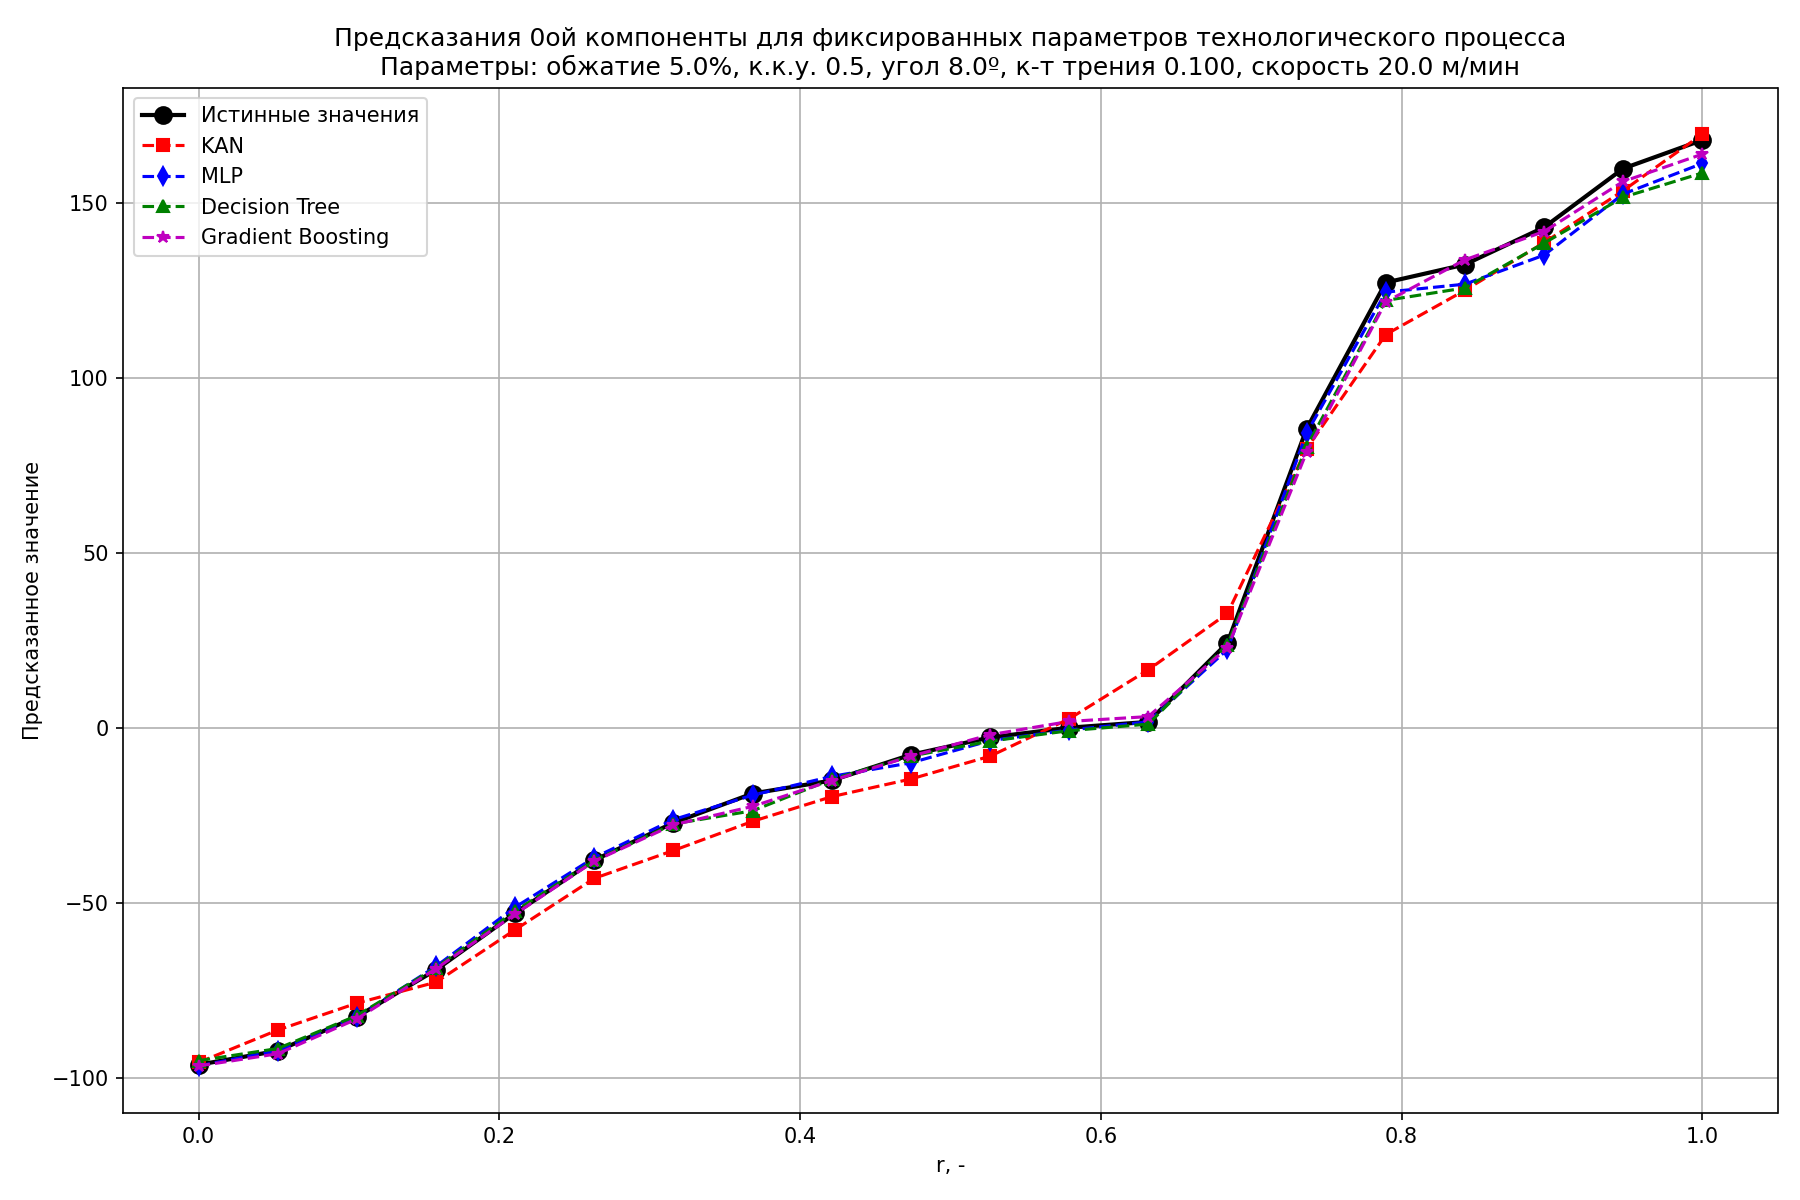 Предсказания 0ой компоненты для фиксированных параметров технологического процесса
Параметры: обжатие 5.0%, к.к.у. 0.5, угол 8.0º, к-т трения 0.100, скорость 20.0 м/мин
Истинные значения
KAN
MLP
Decision Tree
Gradient Boosting
Предсказанное значение
150
100
50
0
−50
−100
0.0
0.2
0.4
0.6
0.8
1.0
r, -